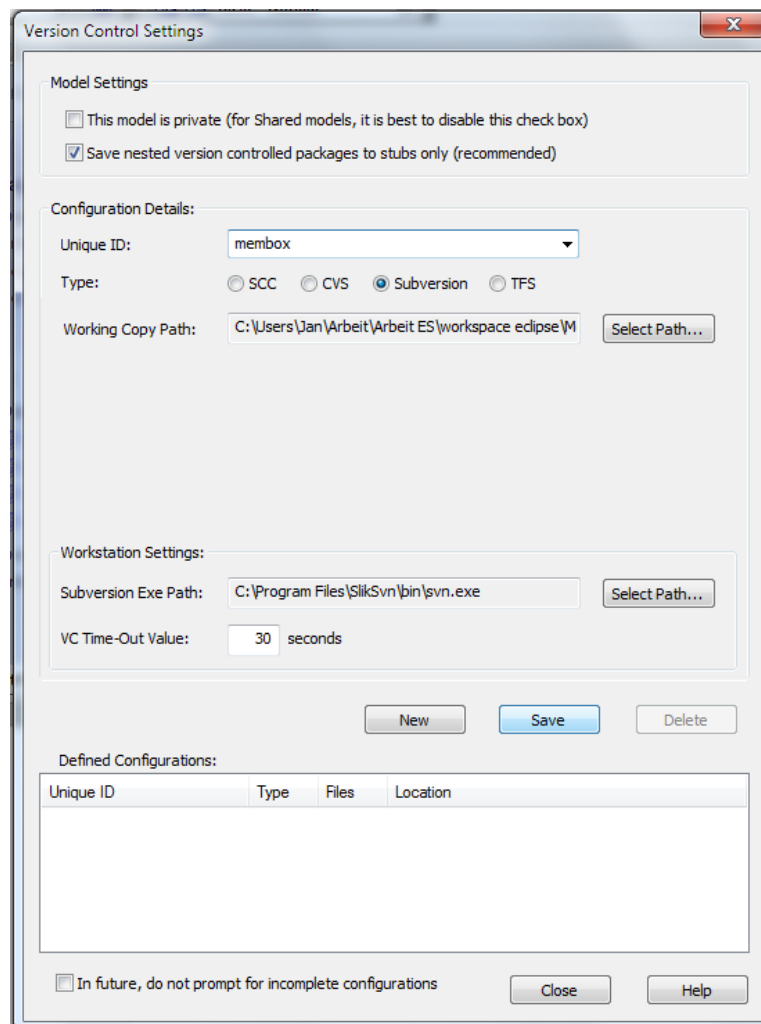 Version Control Settings
Model Settings
This model is private (for Shared models, it is best to disable this check box)
Save nested version controlled packages to stubs only (recommended)
Configuration Details:
Unique ID: membox
Type: SCC CVS Subversion TFS
Working Copy Path: C:\Users\Jan\Arbeit\Arbeit ES\workspace eclipse\M Select Path...
Workstation Settings:
Subversion Exe Path: C:\Program Files\SlikSvn\bin\svn.exe Select Path...
VC Time-Out Value: 30 seconds
New Save Delete
Defined Configurations:
Unique ID Type Files Location
In future, do not prompt for incomplete configurations
Close Help